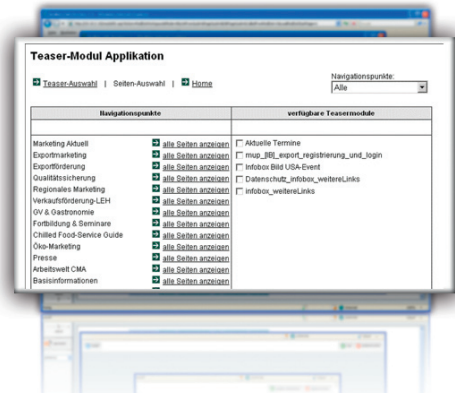 Teaser-Modul Applikation
Navigationspunkte:
Teaser-Auswahl | Seiten-Auswahl | Home
Alle
Navigationspunkte verfügbare Teasermodule
Marketing Aktuell alle Seiten anzeigen Aktuelle Termine
Exportmarketing alle Seiten anzeigen mup_|IB|_export_registrierung_und_login
Exportförderung alle Seiten anzeigen Infobox Bild USA-Event
Qualitätssicherung alle Seiten anzeigen Datenschutz_infobox_weitereLinks
Regionales Marketing alle Seiten anzeigen infobox_weitereLinks
Verkaufsförderung-LEH alle Seiten anzeigen
GV & Gastronomie alle Seiten anzeigen
Fortbildung & Seminare alle Seiten anzeigen
Chilled Food-Service Guide alle Seiten anzeigen
Öko-Marketing alle Seiten anzeigen
Presse alle Seiten anzeigen
Arbeitswelt CMA alle Seiten anzeigen
Basisinformationen alle Seiten anzeigen